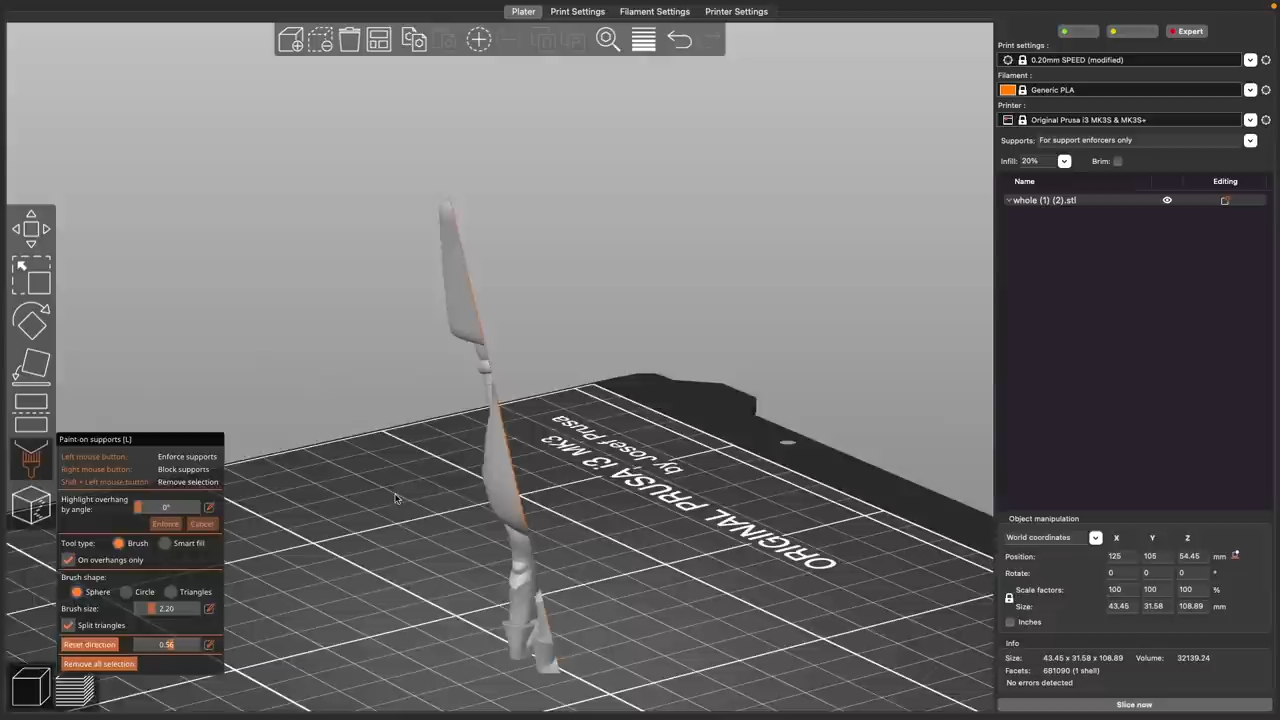 Plater Print Settings Filament Settings Printer Settings
Expert
Print settings :
0.20mm SPEED (modified)
Filament :
Generic PLA
Printer :
Original Prusa i3 MK3S & MK3S+
Supports: For support enforcers only
Infill: 20% Brim:
Name Editing
whole (1) (2).stl
ORIGINAL PRUSA i3 MK3
by Josef Prusa
Paint-on supports [L]
Left mouse button: Enforce supports
Right mouse button: Block supports
Shift + Left mouse button: Remove selection
Highlight overhang
by angle: 0°
Enforce Cancel
Tool type: Brush Smart fill
On overhangs only
Brush shape:
Sphere Circle Triangles
Brush size: 2.20
Split triangles
Reset direction 0.56
Remove all selection
Object manipulation
World coordinates X Y Z
Position: 125 105 54.45 mm
Rotate: 0 0 0 °
Scale factors: 100 100 100 %
Size: 43.45 31.58 108.89 mm
Inches
Info
Size: 43.45 x 31.58 x 108.89 Volume: 32139.24
Facets: 681090 (1 shell)
No errors detected
Slice now